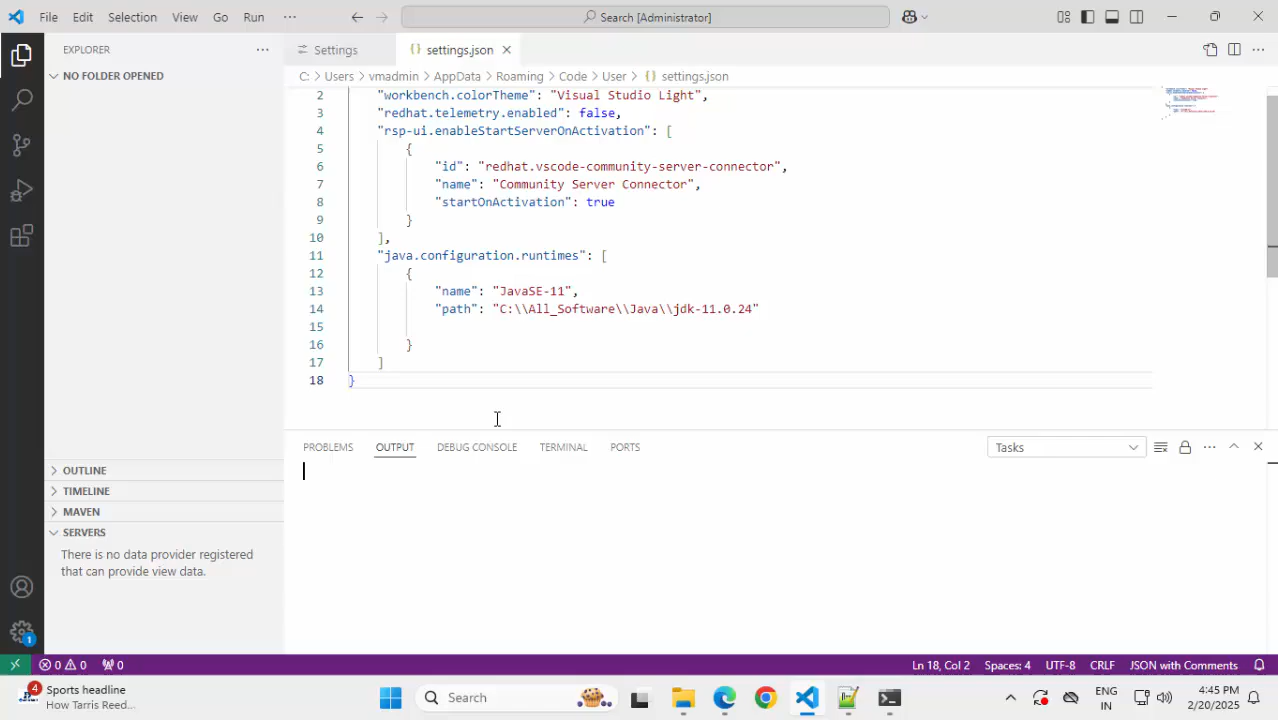 File Edit Selection View Go Run ··· Search [Administrator]
EXPLORER ···
NO FOLDER OPENED
Settings {} settings.json
C: > Users > vmadmin > AppData > Roaming > Code > User > {} settings.json
2 "workbench.colorTheme": "Visual Studio Light",
3 "redhat.telemetry.enabled": false,
4 "rsp-ui.enableStartServerOnActivation": [
5 {
6 "id": "redhat.vscode-community-server-connector",
7 "name": "Community Server Connector",
8 "startOnActivation": true
9 }
10 ],
11 "java.configuration.runtimes": [
12 {
13 "name": "JavaSE-11",
14 "path": "C:\\All_Software\\Java\\jdk-11.0.24"
15
16 }
17 ]
18 }
PROBLEMS OUTPUT DEBUG CONSOLE TERMINAL PORTS Tasks
OUTLINE
TIMELINE
MAVEN
SERVERS
There is no data provider registered
that can provide view data.
1
0 0 0 Ln 18, Col 2 Spaces: 4 UTF-8 CRLF JSON with Comments
4 Sports headline
How Tarris Reed...
Search
ENG
IN
4:45 PM
2/20/2025